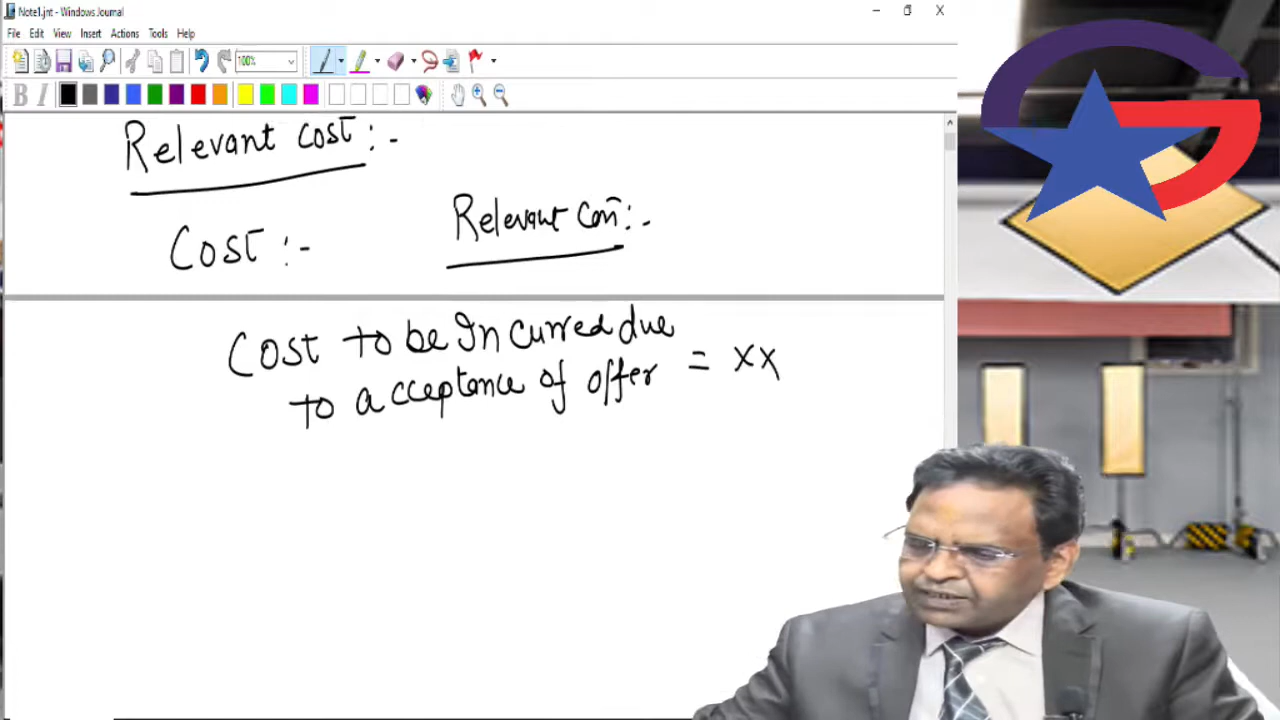 Note1.jnt - Windows Journal
File Edit View Insert Actions Tools Help
100%
B I
Relevant cost :-
Relevant Con :-
Cost :-
Cost to be Incurred due
to acceptance of offer = xx